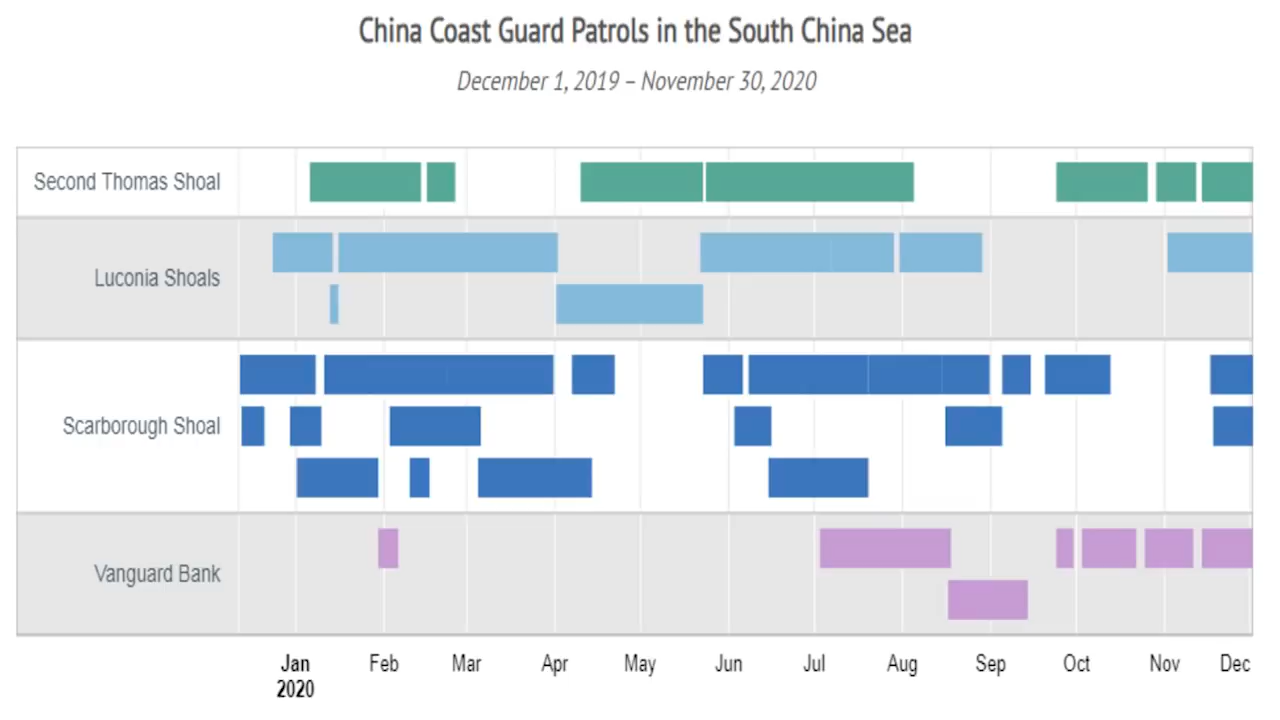 China Coast Guard Patrols in the South China Sea
December 1, 2019 – November 30, 2020
Second Thomas Shoal
Luconia Shoals
Scarborough Shoal
Vanguard Bank
Jan Feb Mar Apr May Jun Jul Aug Sep Oct Nov Dec
2020